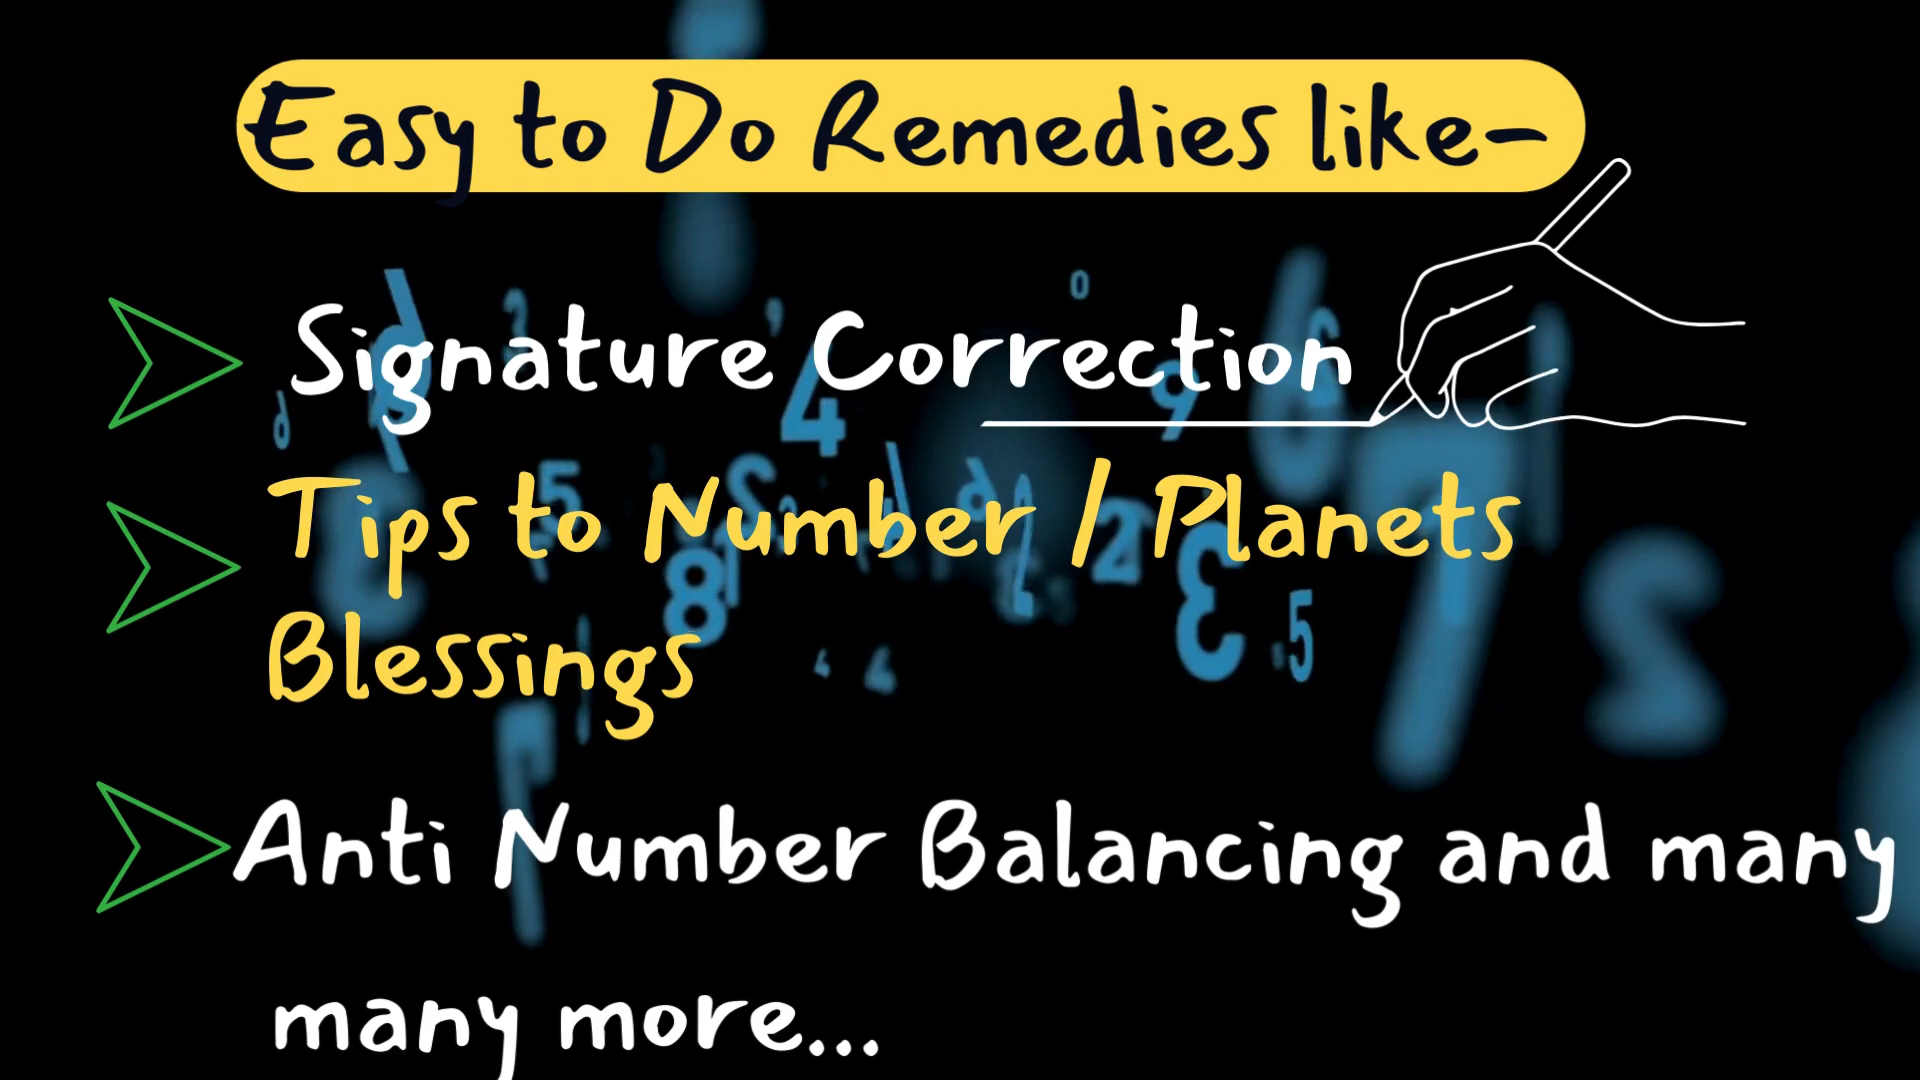 Easy to Do Remedies like-
Signature Correction
Tips to Number / Planets
Blessings
Anti Number Balancing and many
many more...